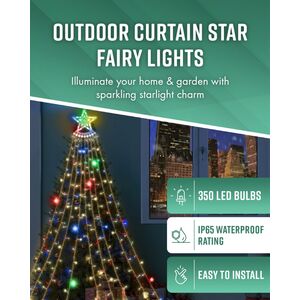 OUTDOOR CURTAIN STAR
FAIRY LIGHTS
Illuminate your home & garden with
sparkling starlight charm
350 LED BULBS
IP65 WATERPROOF
RATING
EASY TO INSTALL